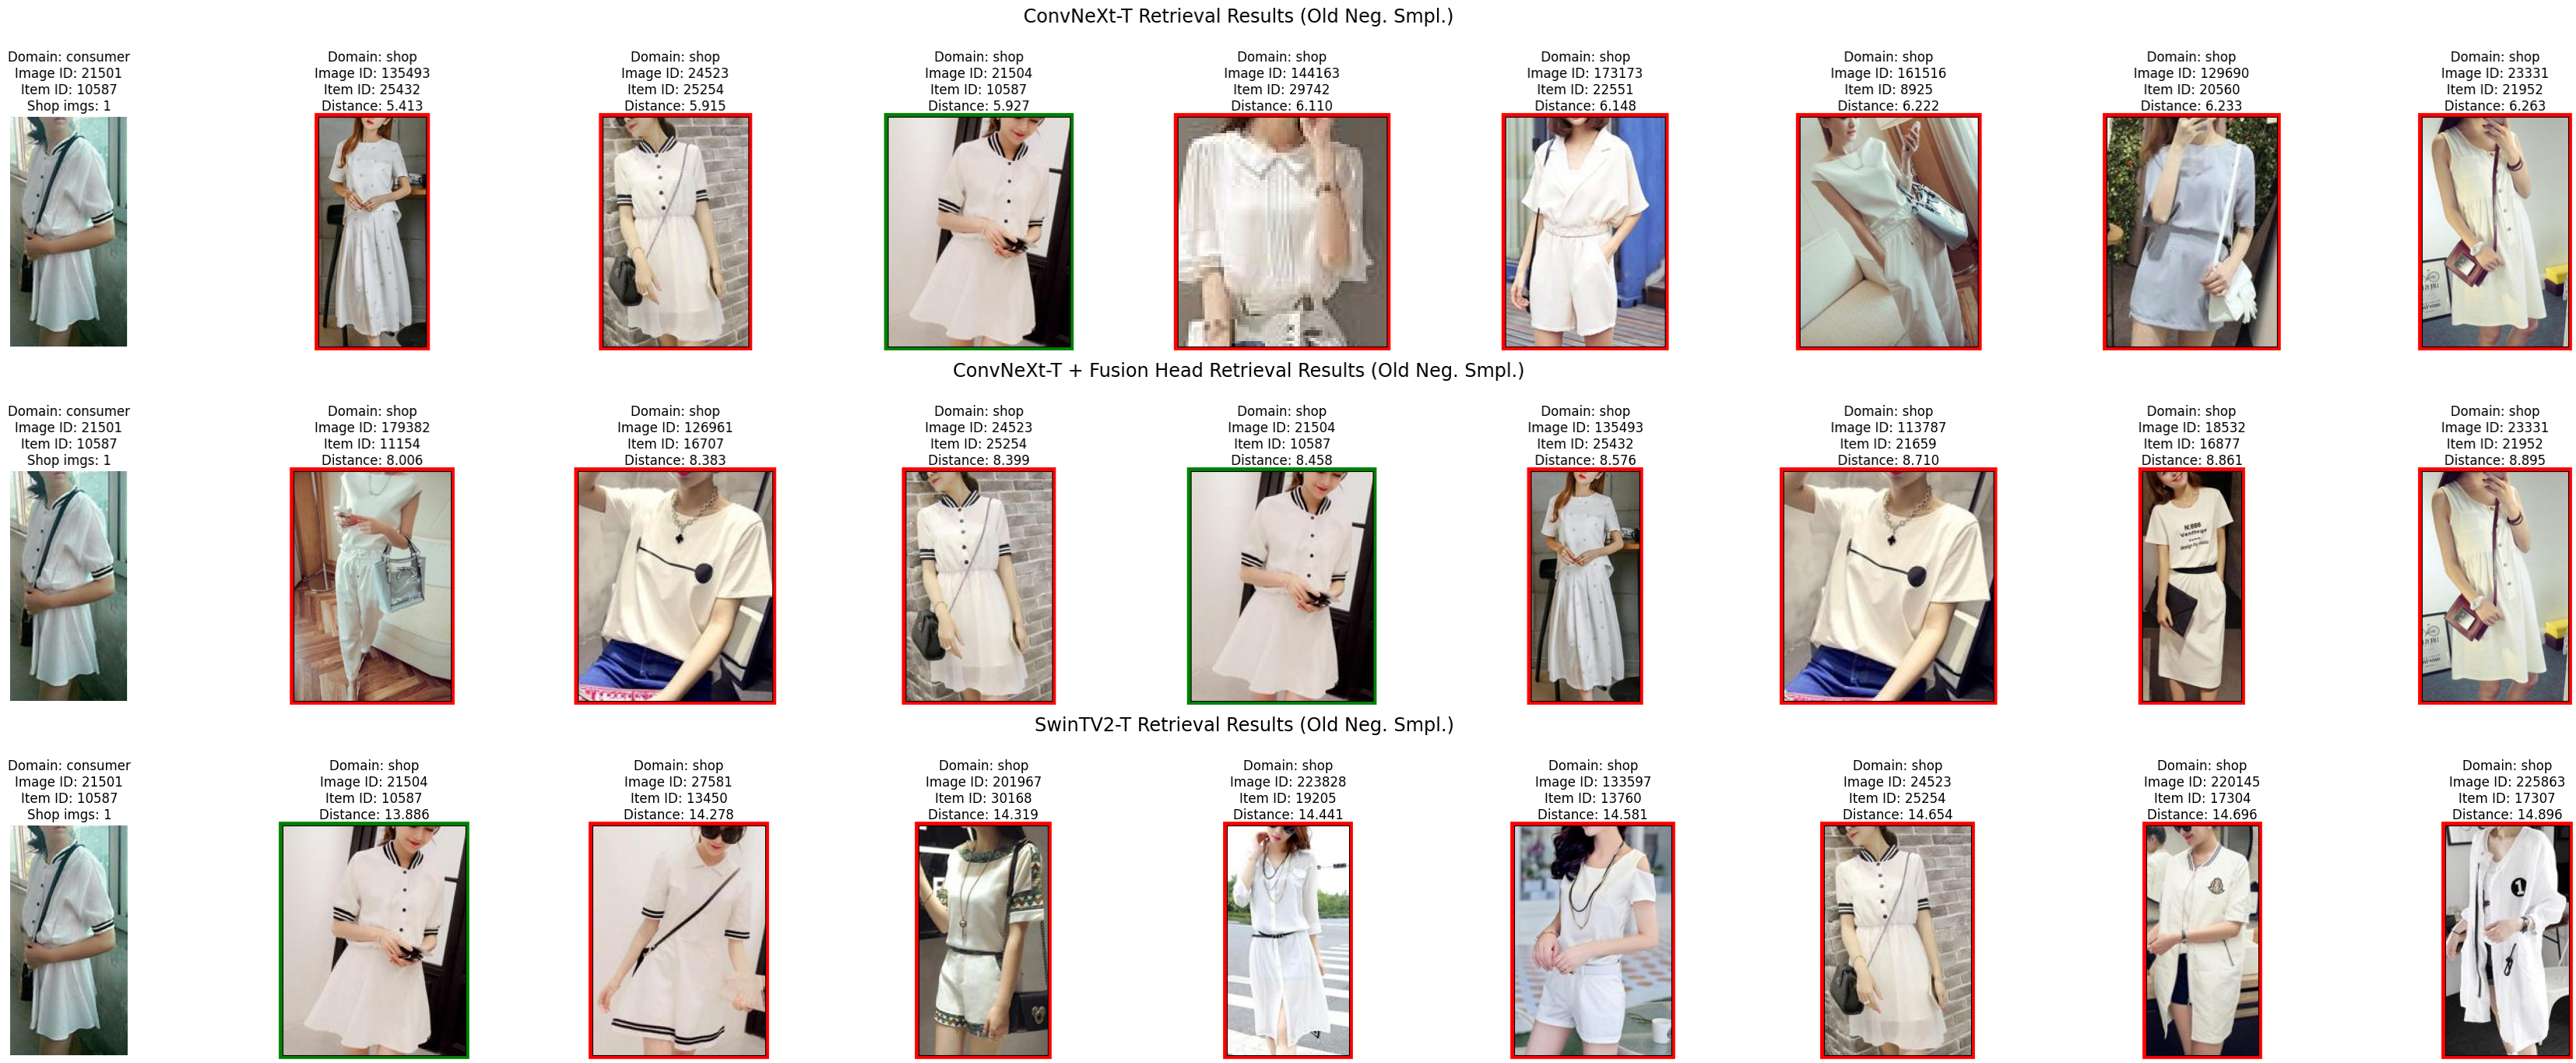 ConvNeXt-T Retrieval Results (Old Neg. Smpl.)
Domain: consumer
Image ID: 21501
Item ID: 10587
Shop imgs: 1
Domain: shop
Image ID: 135493
Item ID: 25432
Distance: 5.413
Domain: shop
Image ID: 24523
Item ID: 25254
Distance: 5.915
Domain: shop
Image ID: 21504
Item ID: 10587
Distance: 5.927
Domain: shop
Image ID: 144163
Item ID: 29742
Distance: 6.110
Domain: shop
Image ID: 173173
Item ID: 22551
Distance: 6.148
Domain: shop
Image ID: 161516
Item ID: 8925
Distance: 6.222
Domain: shop
Image ID: 129690
Item ID: 20560
Distance: 6.233
Domain: shop
Image ID: 23331
Item ID: 21952
Distance: 6.263
ConvNeXt-T + Fusion Head Retrieval Results (Old Neg. Smpl.)
Domain: consumer
Image ID: 21501
Item ID: 10587
Shop imgs: 1
Domain: shop
Image ID: 179382
Item ID: 11154
Distance: 8.006
Domain: shop
Image ID: 126961
Item ID: 16707
Distance: 8.383
Domain: shop
Image ID: 24523
Item ID: 25254
Distance: 8.399
Domain: shop
Image ID: 21504
Item ID: 10587
Distance: 8.458
Domain: shop
Image ID: 135493
Item ID: 25432
Distance: 8.576
Domain: shop
Image ID: 113787
Item ID: 21659
Distance: 8.710
Domain: shop
Image ID: 18532
Item ID: 16877
Distance: 8.861
Domain: shop
Image ID: 23331
Item ID: 21952
Distance: 8.895
SwinTV2-T Retrieval Results (Old Neg. Smpl.)
Domain: consumer
Image ID: 21501
Item ID: 10587
Shop imgs: 1
Domain: shop
Image ID: 21504
Item ID: 10587
Distance: 13.886
Domain: shop
Image ID: 27581
Item ID: 13450
Distance: 14.278
Domain: shop
Image ID: 201967
Item ID: 30168
Distance: 14.319
Domain: shop
Image ID: 223828
Item ID: 19205
Distance: 14.441
Domain: shop
Image ID: 133597
Item ID: 13760
Distance: 14.581
Domain: shop
Image ID: 24523
Item ID: 25254
Distance: 14.654
Domain: shop
Image ID: 220145
Item ID: 17304
Distance: 14.696
Domain: shop
Image ID: 225863
Item ID: 17307
Distance: 14.896
1